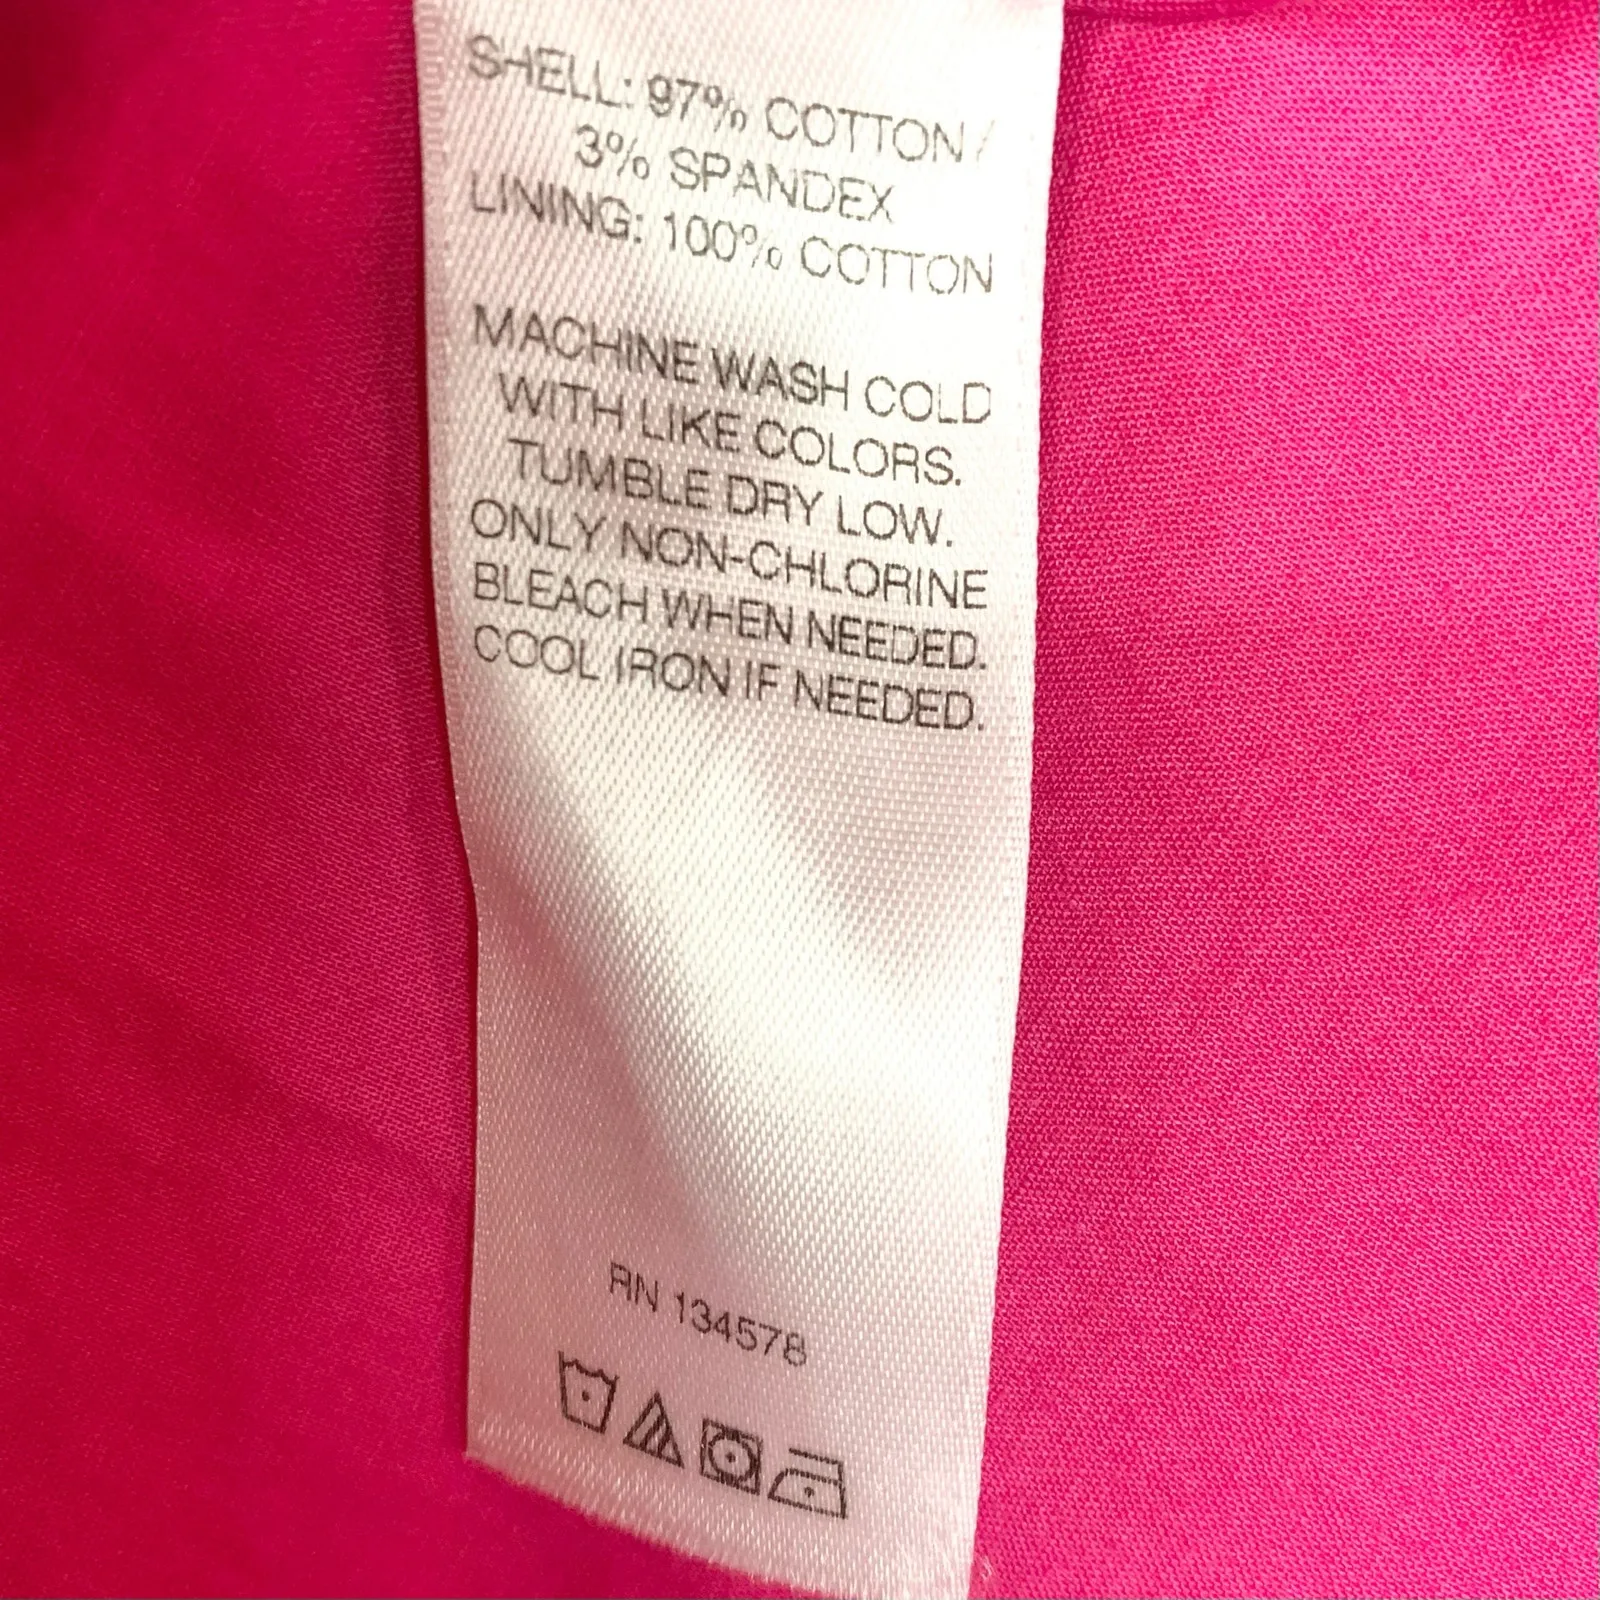 SHELL: 97% COTTON /
3% SPANDEX
LINING: 100% COTTON
MACHINE WASH COLD
WITH LIKE COLORS.
TUMBLE DRY LOW.
ONLY NON-CHLORINE
BLEACH WHEN NEEDED.
COOL IRON IF NEEDED.
RN 134578